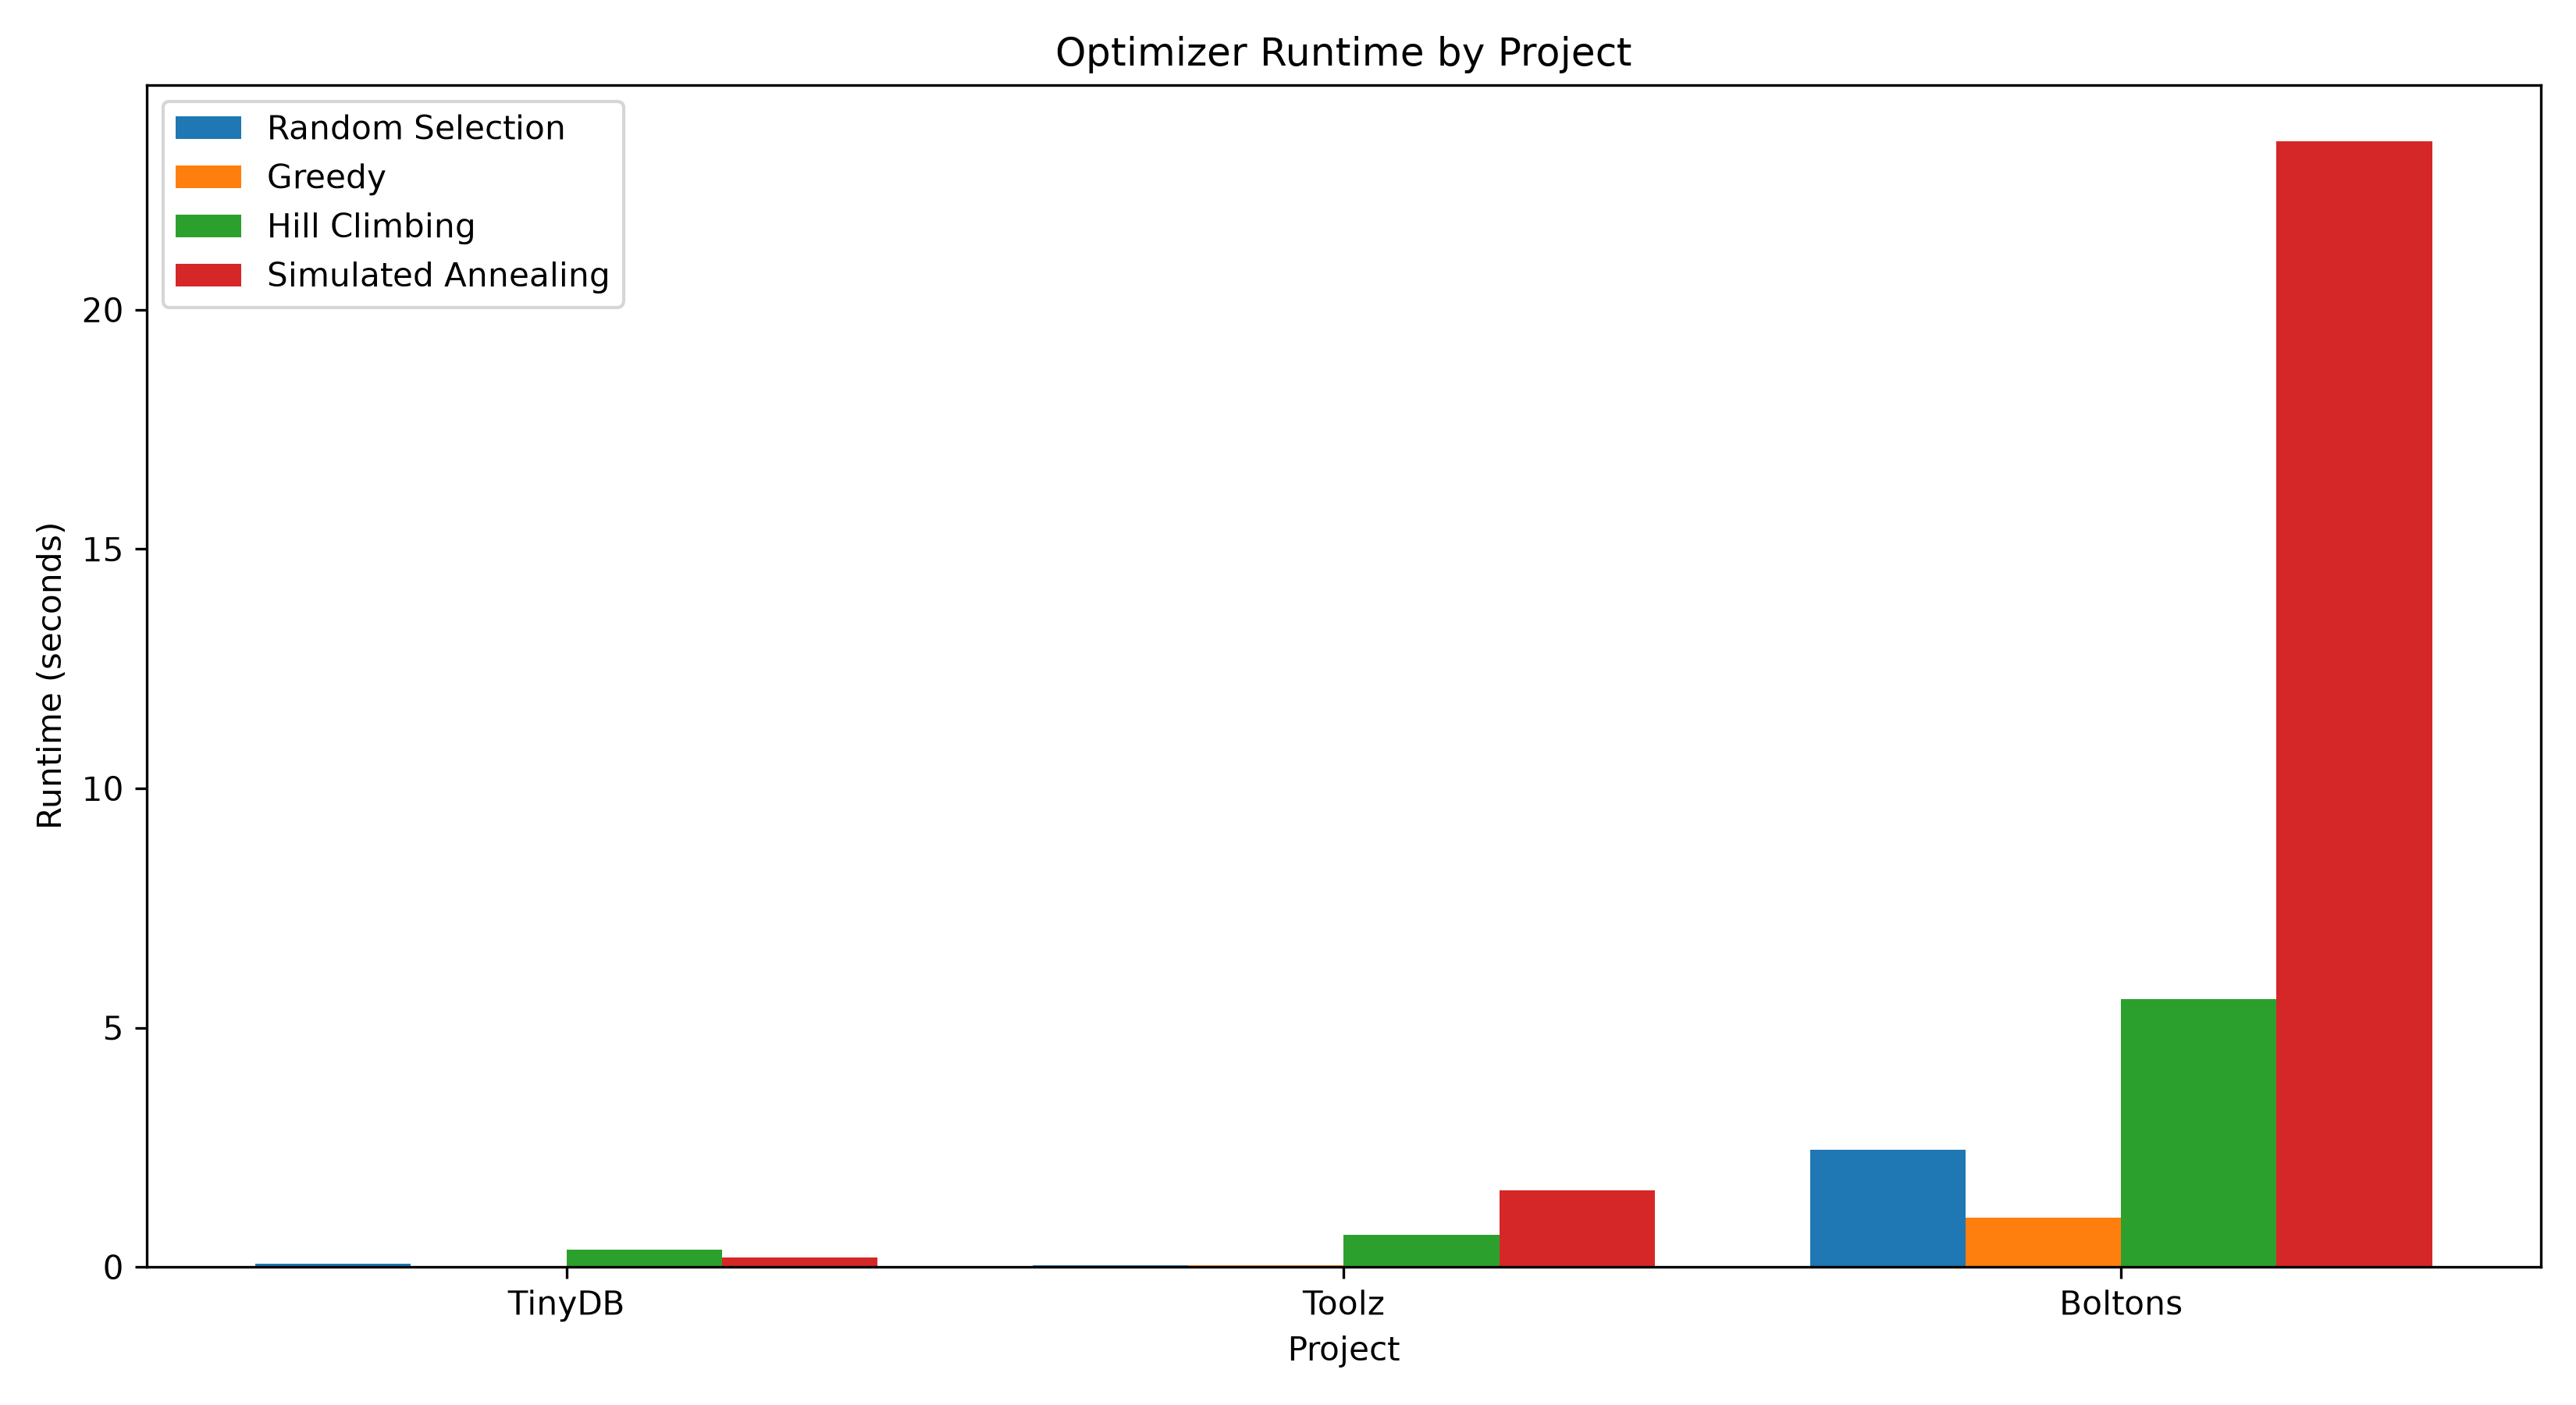 Optimizer Runtime by Project
Random Selection
Greedy
Hill Climbing
Simulated Annealing
20
15
10
5
0
Runtime (seconds)
TinyDB
Toolz
Boltons
Project